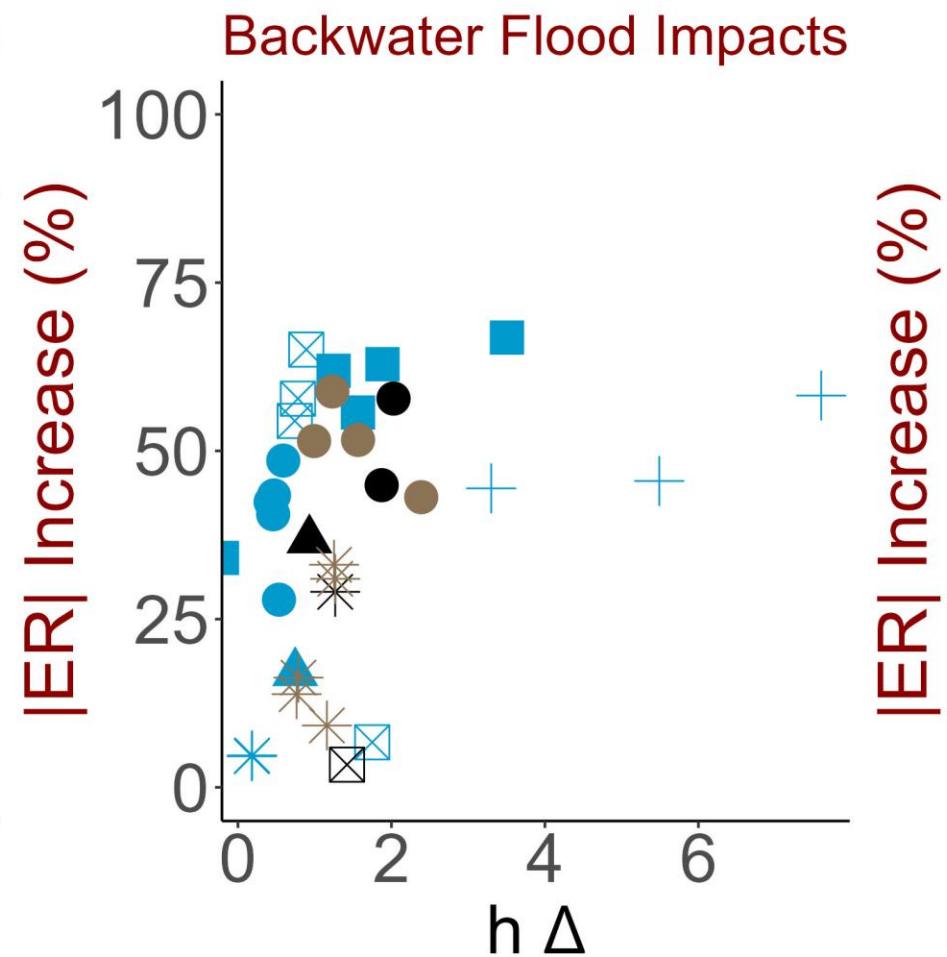 Backwater Flood Impacts
|ER| Increase (%)
100
75
50
25
0
0 2 4 6
h Δ
|ER| Increase (%)